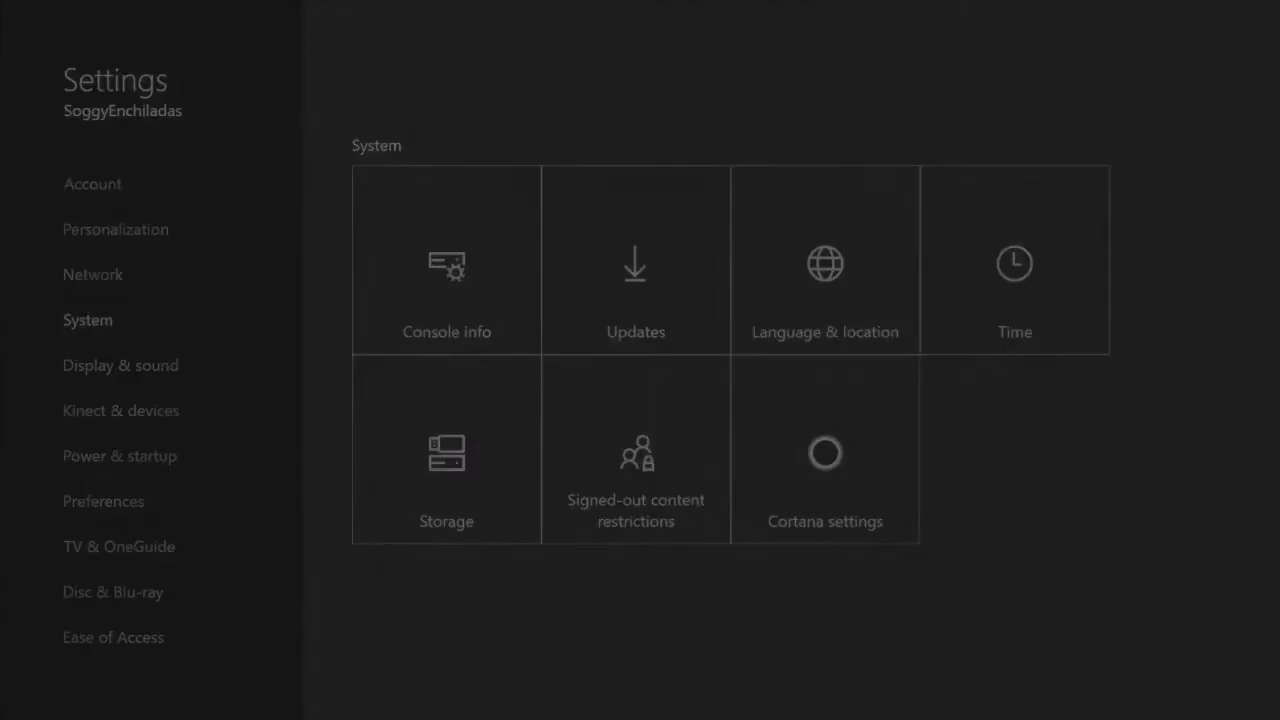 Settings
SoggyEnchiladas
Account
Personalization
Network
System
Display & sound
Kinect & devices
Power & startup
Preferences
TV & OneGuide
Disc & Blu-ray
Ease of Access
System
Console info
Updates
Language & location
Time
Storage
Signed-out content
restrictions
Cortana settings